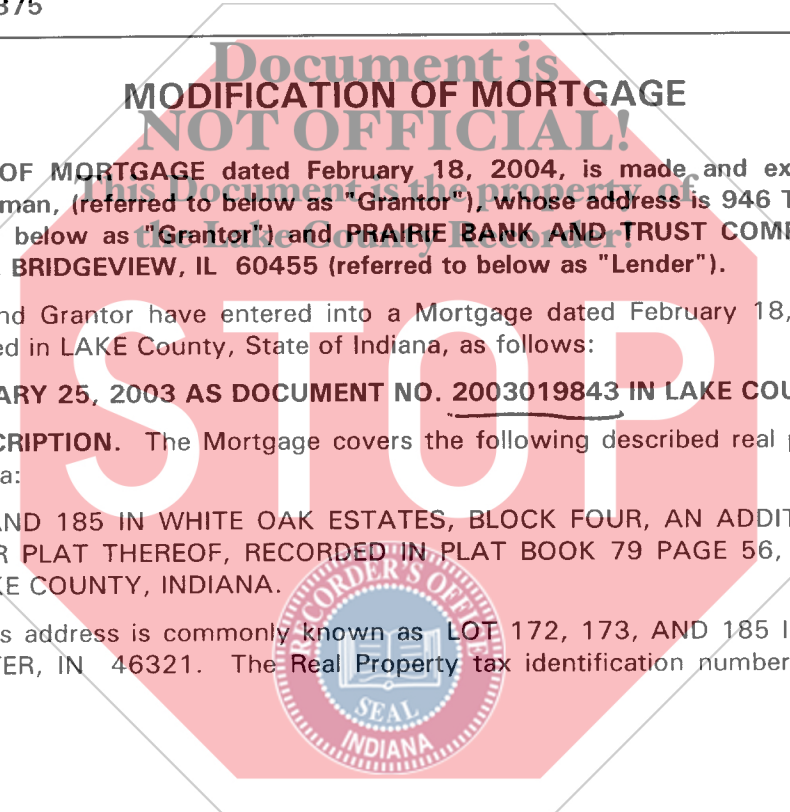 375
Document is
MODIFICATION OF MORTGAGE
NOT OFFICIAL!
OF MORTGAGE dated February 18, 2004, is made and ex
This Document is the property of
man, (referred to below as "Grantor"), whose address is 946 T
the Lake County Recorder!
below as "Grantor") and PRAIRIE BANK AND TRUST COMP
BRIDGEVIEW, IL 60455 (referred to below as "Lender").
nd Grantor have entered into a Mortgage dated February 18,
ed in LAKE County, State of Indiana, as follows:
ARY 25, 2003 AS DOCUMENT NO. 2003019843 IN LAKE COU
STOP
CRIPTION. The Mortgage covers the following described real p
a:
AND 185 IN WHITE OAK ESTATES, BLOCK FOUR, AN ADDIT
R PLAT THEREOF, RECORDED IN PLAT BOOK 79 PAGE 56,
KE COUNTY, INDIANA.
RECORDER'S OFFICE
s address is commonly known as LOT 172, 173, AND 185 I
TER, IN 46321. The Real Property tax identification number
SEAL
INDIANA